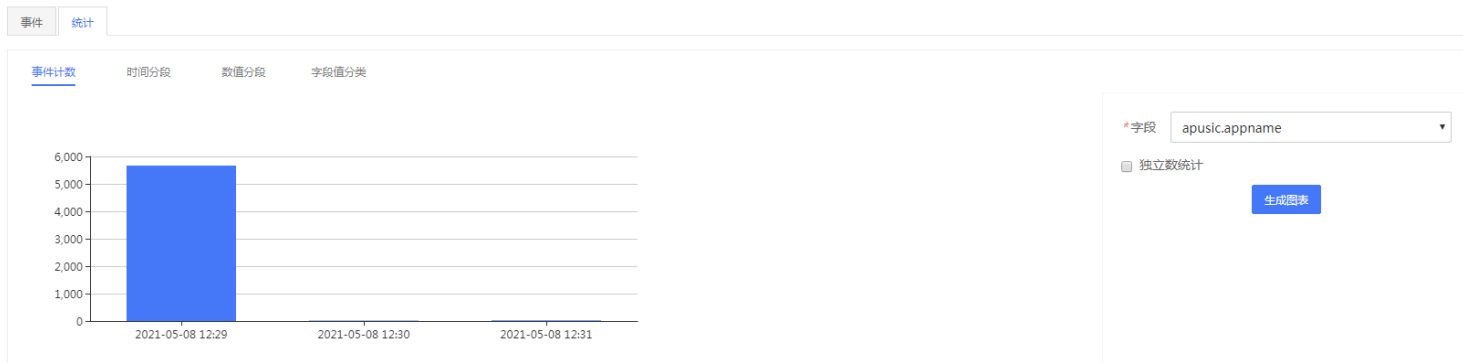 事件 统计
事件计数 时间分段 数值分段 字段值分类
*字段 apusic.appname
独立数统计
生成图表
6,000
5,000
4,000
3,000
2,000
1,000
0
2021-05-08 12:29 2021-05-08 12:30 2021-05-08 12:31